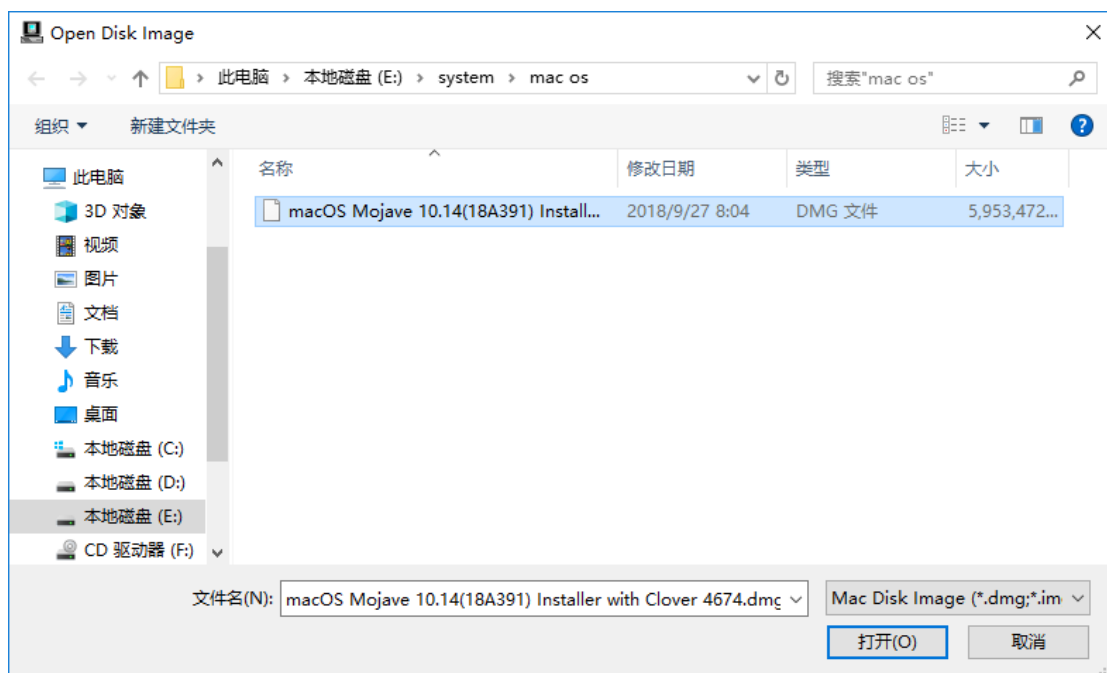 Open Disk Image
此电脑 › 本地磁盘 (E:) › system › mac os
搜索"mac os"
组织 新建文件夹
名称 修改日期 类型 大小
macOS Mojave 10.14(18A391) Install... 2018/9/27 8:04 DMG 文件 5,953,472...
此电脑
3D 对象
视频
图片
文档
下载
音乐
桌面
本地磁盘 (C:)
本地磁盘 (D:)
本地磁盘 (E:)
CD 驱动器 (F:)
文件名(N): macOS Mojave 10.14(18A391) Installer with Clover 4674.dmg
Mac Disk Image (*.dmg;*.im
打开(O) 取消